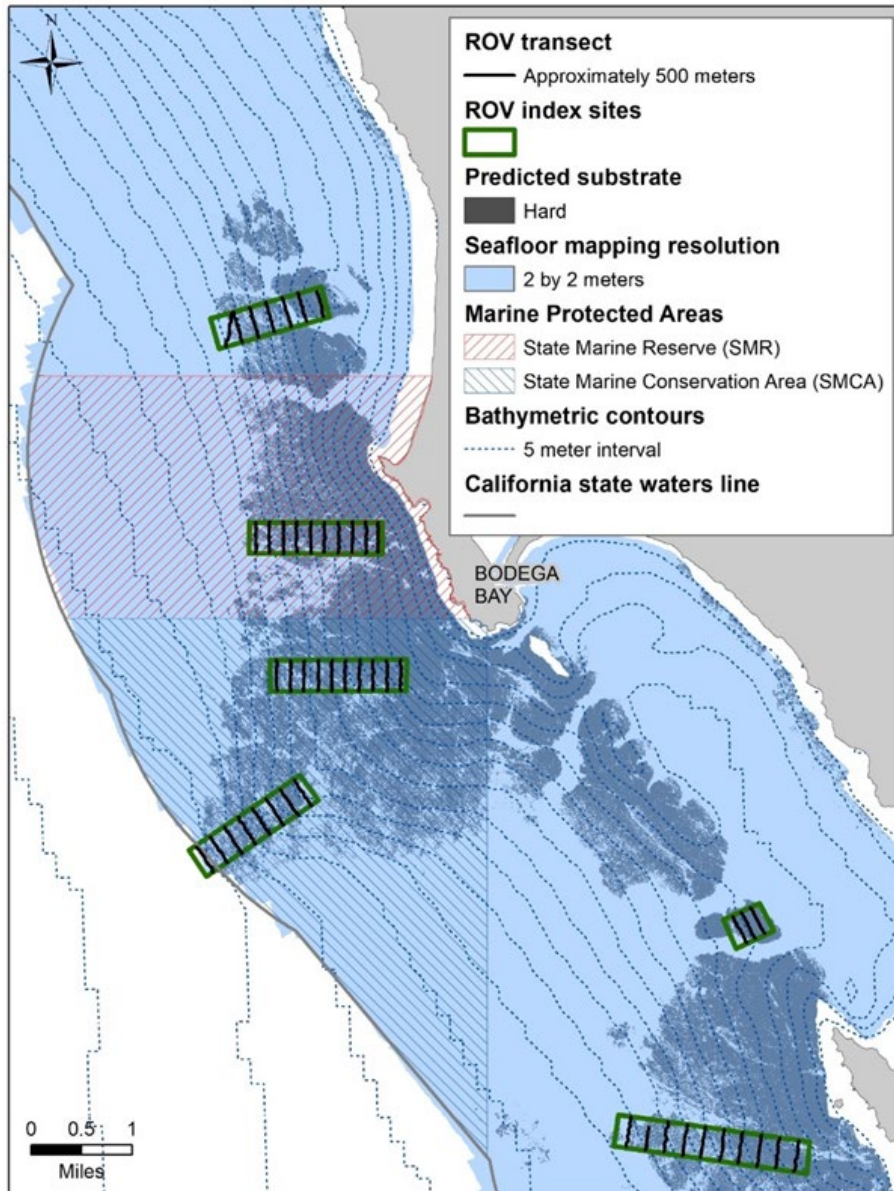 N
ROV transect
Approximately 500 meters
ROV index sites
Predicted substrate
Hard
Seafloor mapping resolution
2 by 2 meters
Marine Protected Areas
State Marine Reserve (SMR)
State Marine Conservation Area (SMCA)
Bathymetric contours
5 meter interval
California state waters line
BODEGA
BAY
0 0.5 1
Miles